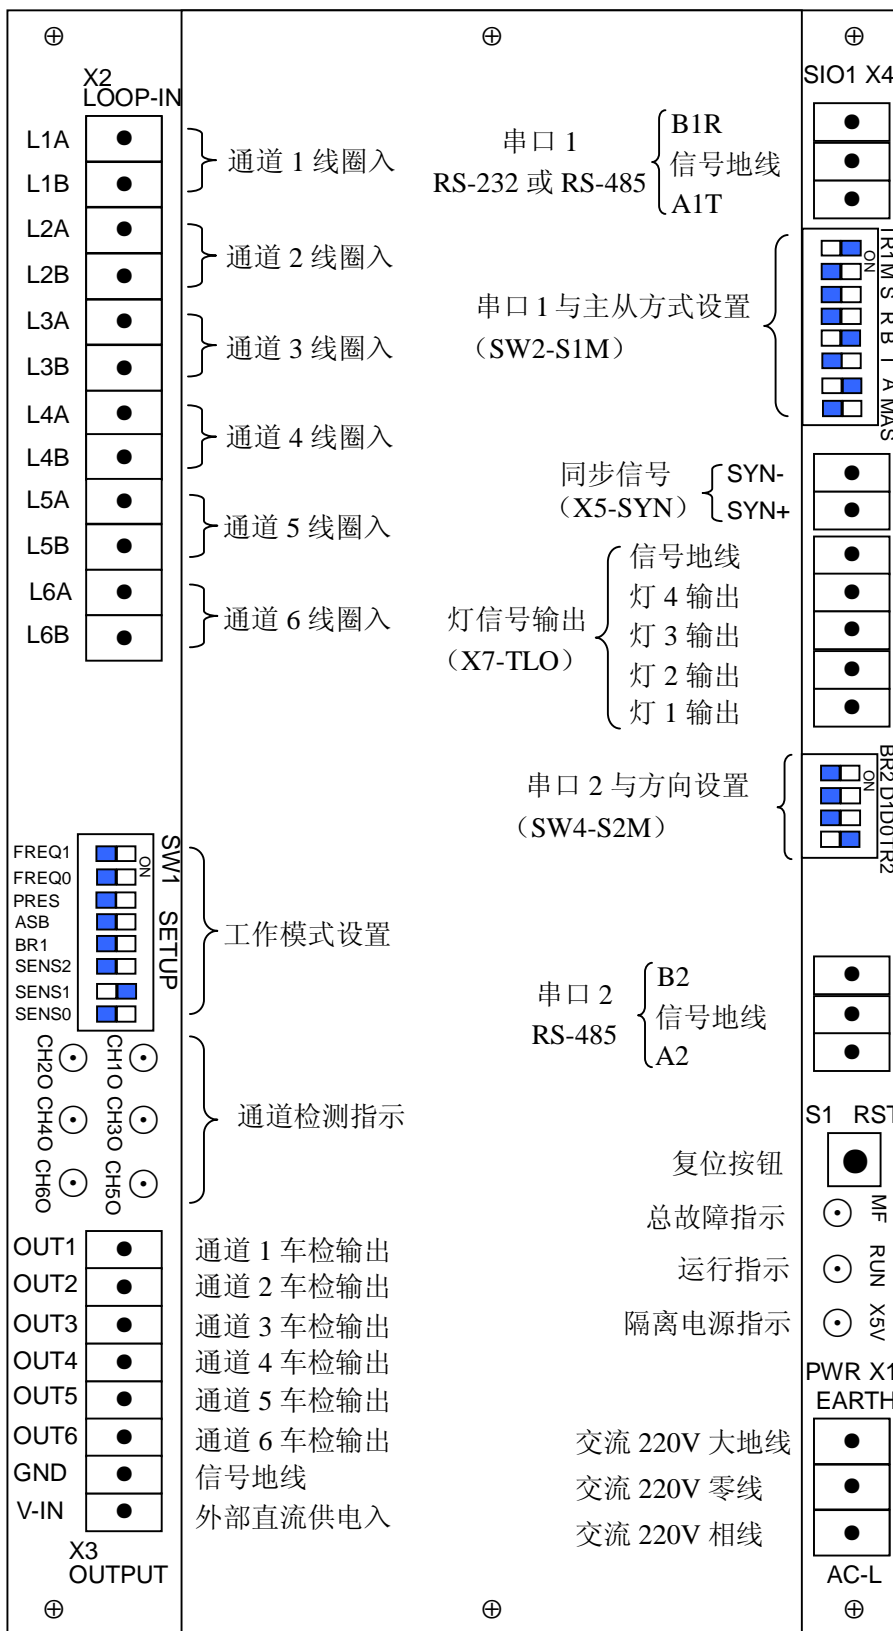 X2
LOOP-IN
L1A
L1B
通道 1 线圈入
L2A
L2B
通道 2 线圈入
L3A
L3B
通道 3 线圈入
L4A
L4B
通道 4 线圈入
L5A
L5B
通道 5 线圈入
L6A
L6B
通道 6 线圈入
FREQ1
FREQ0
PRES
ASB
BR1
SENS2
SENS1
SENS0
ON
SW1 SETUP
工作模式设置
CH2O
CH1O
CH4O
CH3O
CH6O
CH5O
通道检测指示
OUT1 通道 1 车检输出
OUT2 通道 2 车检输出
OUT3 通道 3 车检输出
OUT4 通道 4 车检输出
OUT5 通道 5 车检输出
OUT6 通道 6 车检输出
GND 信号地线
V-IN 外部直流供电入
X3
OUTPUT
SIO1 X4
串口 1
RS-232 或 RS-485
B1R
信号地线
A1T
串口 1 与主从方式设置
（SW2-S1M）
ON
TR1M S R B T A MAS
同步信号
（X5-SYN）
SYN-
SYN+
灯信号输出
（X7-TLO）
信号地线
灯 4 输出
灯 3 输出
灯 2 输出
灯 1 输出
串口 2 与方向设置
（SW4-S2M）
ON
BR2 D1D0TR2
串口 2
RS-485
B2
信号地线
A2
S1 RST
复位按钮
总故障指示 MF
运行指示 RUN
隔离电源指示 X5V
PWR X1
EARTH
交流 220V 大地线
交流 220V 零线
交流 220V 相线
AC-L